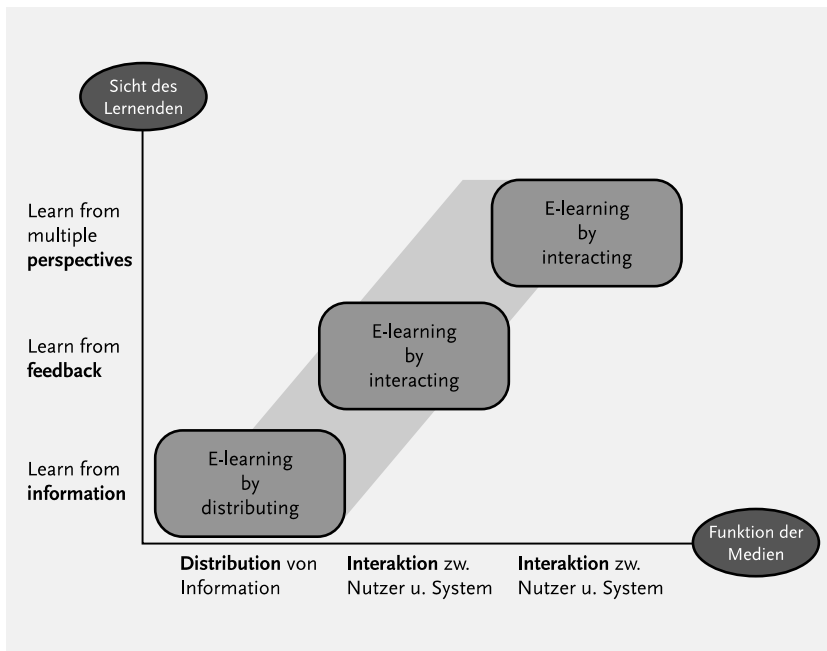 Sicht des
Lernenden
Learn from
multiple
perspectives
E-learning
by
interacting
Learn from
feedback
E-learning
by
interacting
Learn from
information
E-learning
by
distributing
Funktion der
Medien
Distribution von
Information
Interaktion zw.
Nutzer u. System
Interaktion zw.
Nutzer u. System